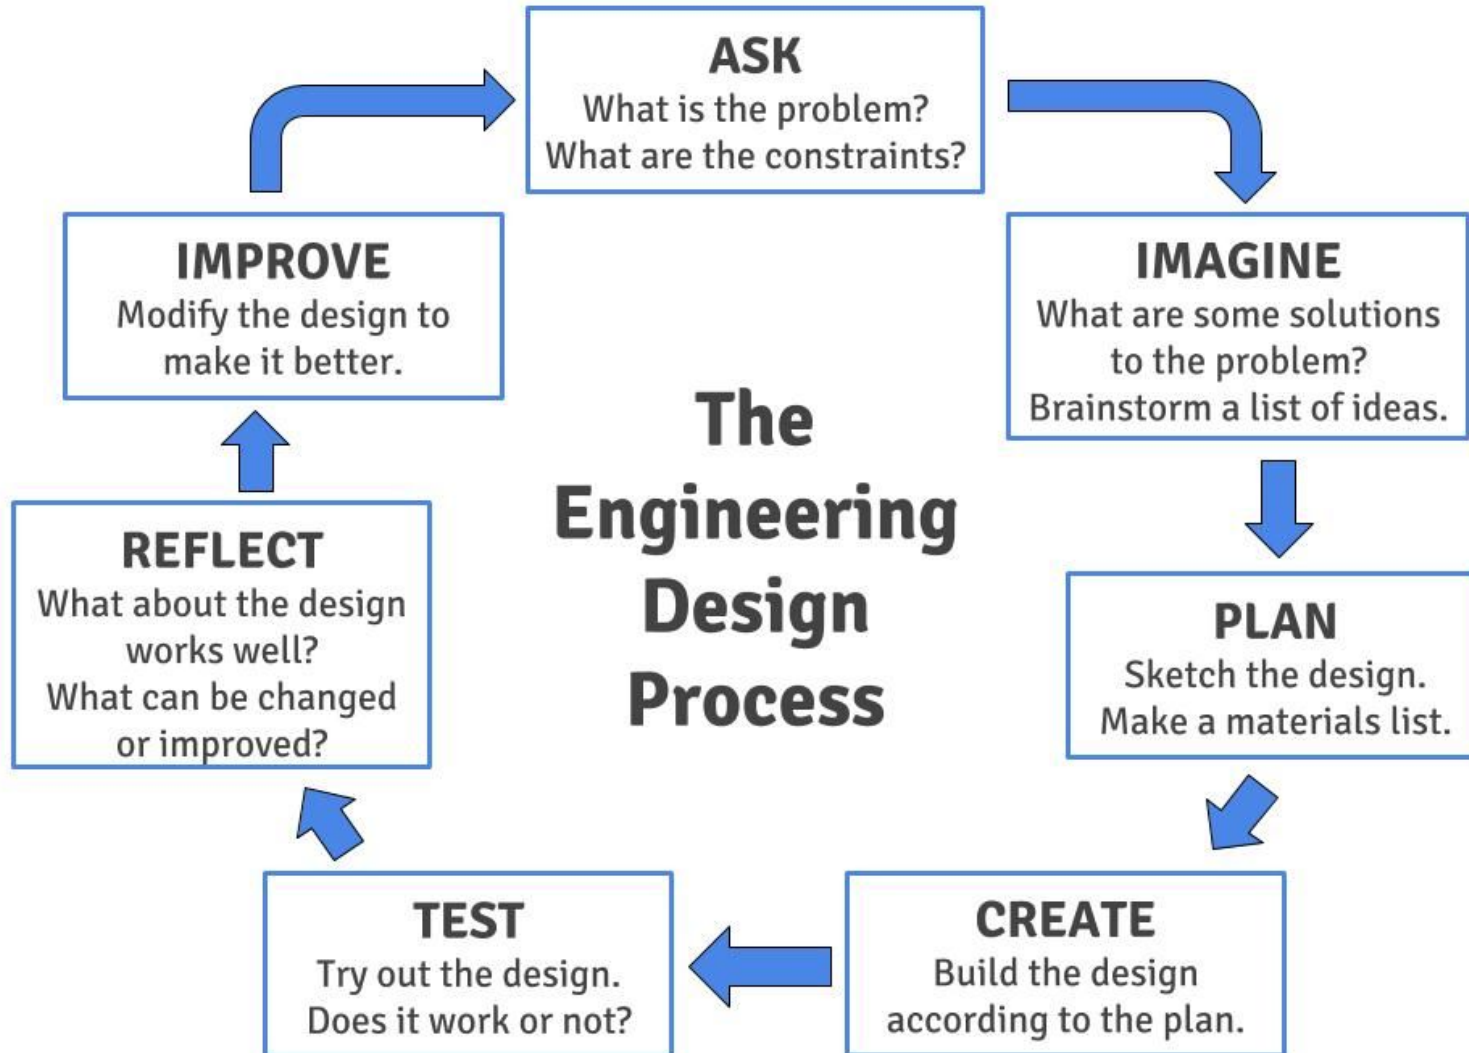 ASK
What is the problem?
What are the constraints?
IMAGINE
What are some solutions
to the problem?
Brainstorm a list of ideas.
PLAN
Sketch the design.
Make a materials list.
CREATE
Build the design
according to the plan.
TEST
Try out the design.
Does it work or not?
REFLECT
What about the design
works well?
What can be changed
or improved?
IMPROVE
Modify the design to
make it better.
The
Engineering
Design
Process